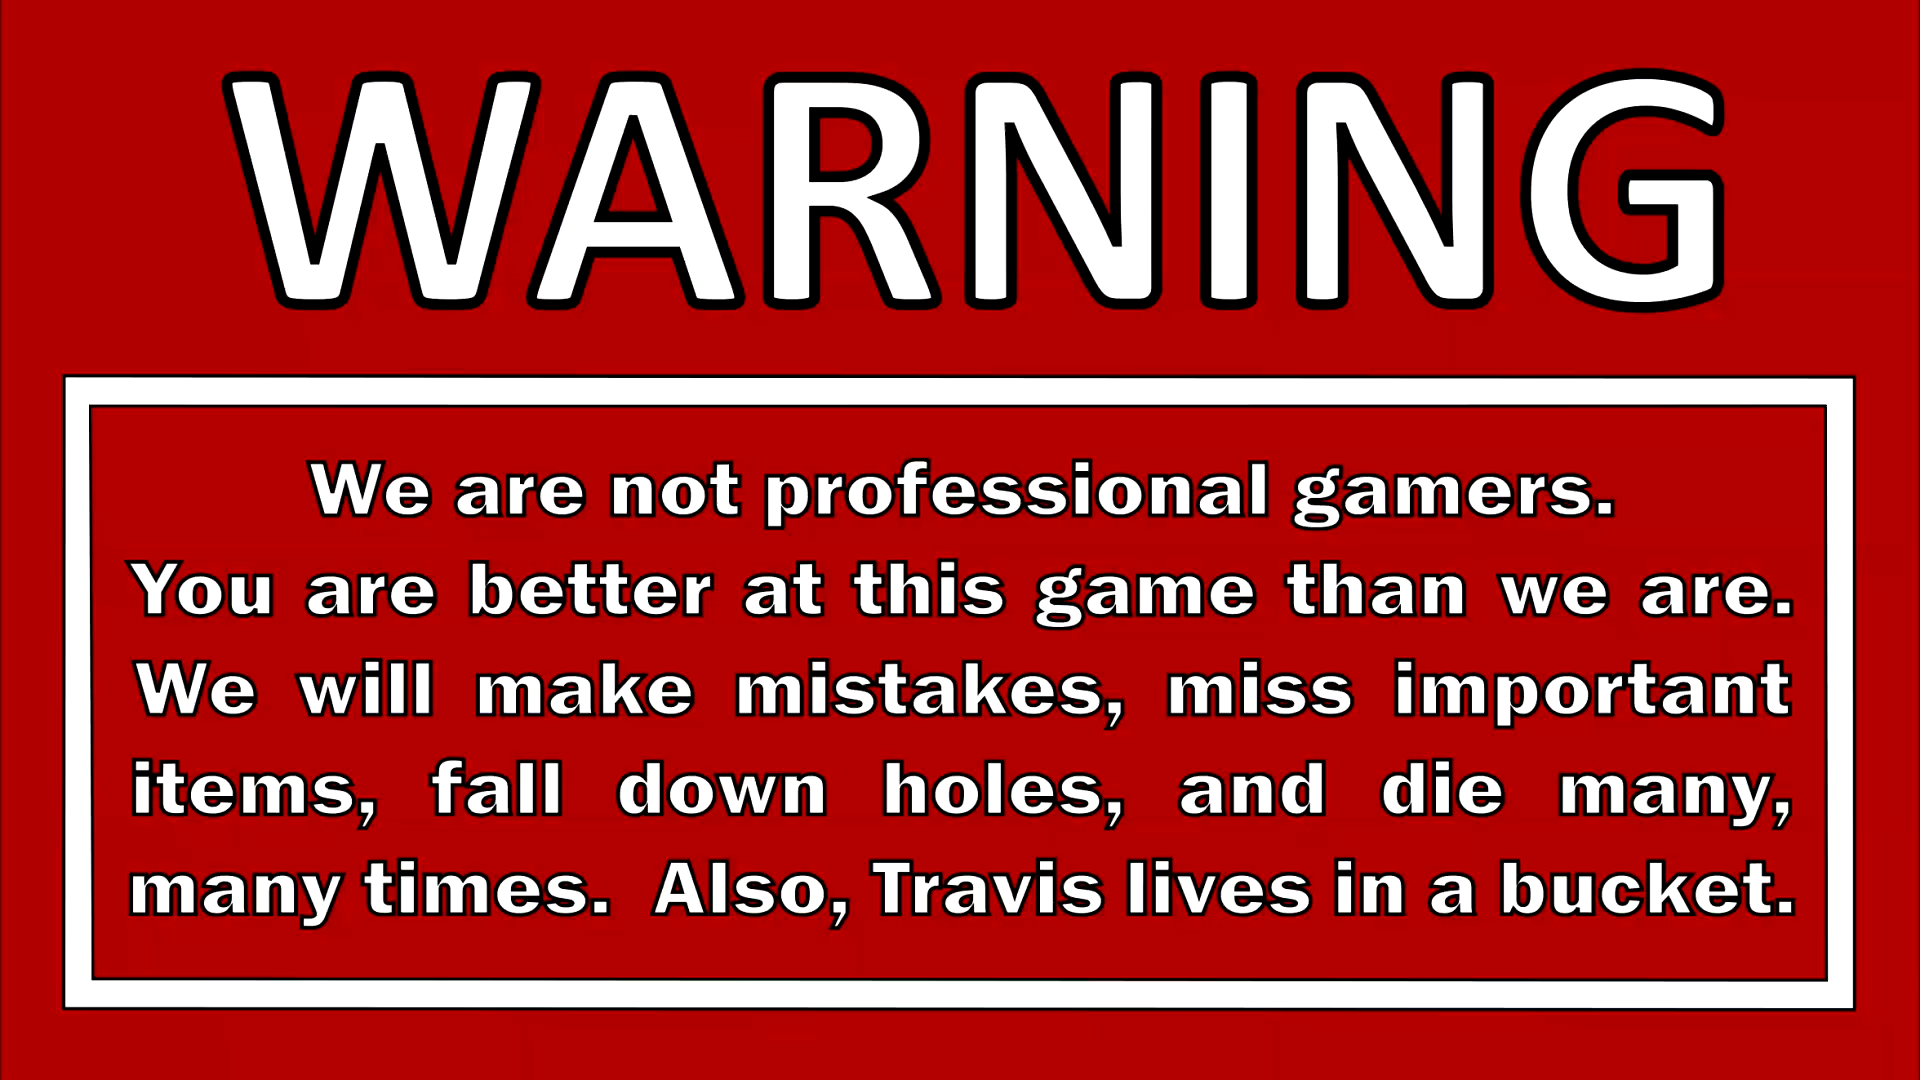 WARNING
We are not professional gamers.
You are better at this game than we are.
We will make mistakes, miss important
items, fall down holes, and die many,
many times.  Also, Travis lives in a bucket.